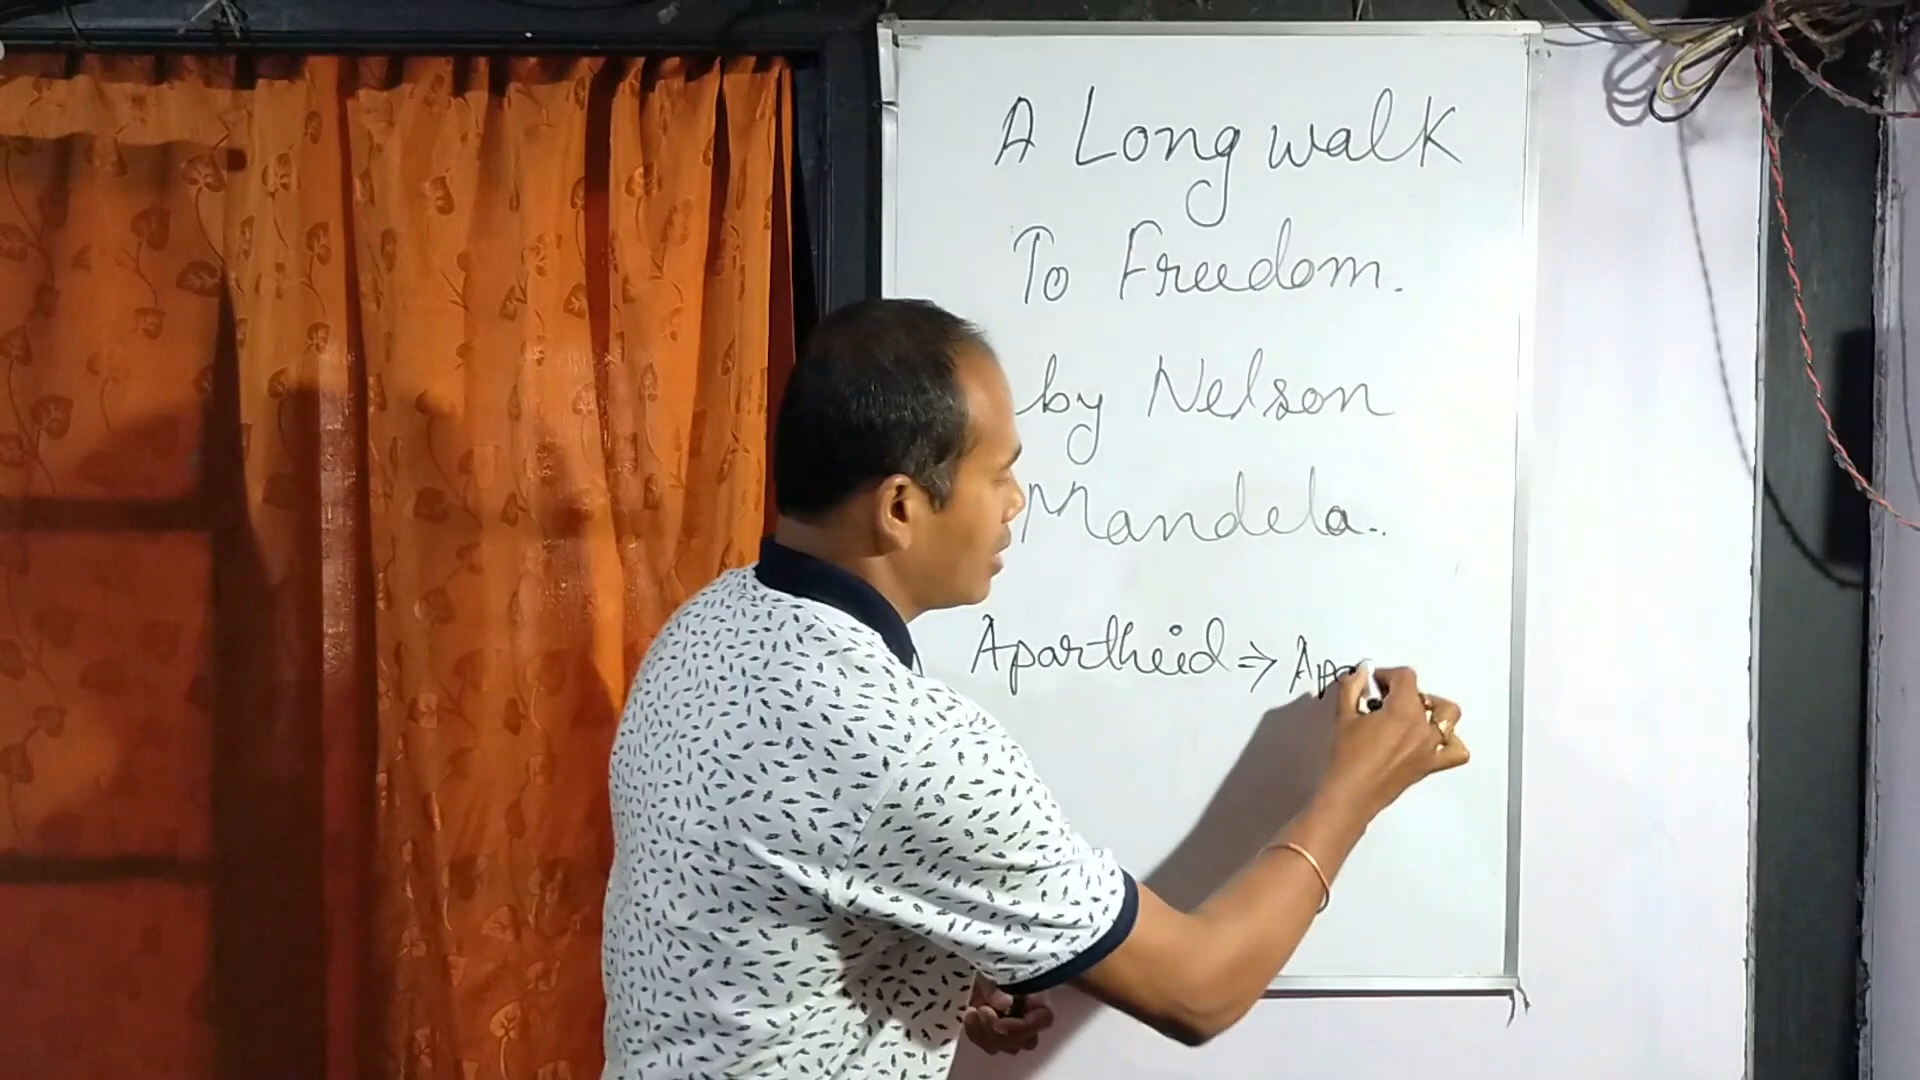 A Long walk
To Freedom.
by Nelson
Mandela.
Apartheid ⇒